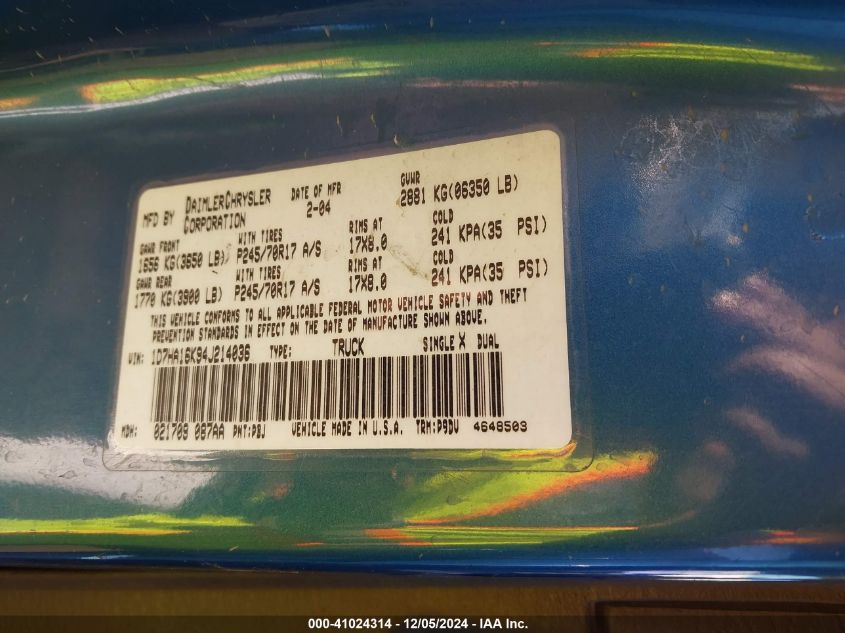 MFD BY DAIMLERCHRYSLER CORPORATION DATE OF MFR 2-04 GVWR 2881 KG(06350 LB)
GAWR FRONT WITH TIRES RIMS AT COLD
1656 KG(3650 LB) P245/70R17 A/S 17X8.0 241 KPA(35 PSI)
GAWR REAR WITH TIRES RIMS AT COLD
1770 KG(3900 LB) P245/70R17 A/S 17X8.0 241 KPA(35 PSI)
THIS VEHICLE CONFORMS TO ALL APPLICABLE FEDERAL MOTOR VEHICLE SAFETY AND THEFT
PREVENTION STANDARDS IN EFFECT ON THE DATE OF MANUFACTURE SHOWN ABOVE.
VIN: 1D7HA16K94J214036 TYPE: TRUCK SINGLE X DUAL
MDH: 021709 087AA PNT:PBJ VEHICLE MADE IN U.S.A. TRM:P9DV 4648503
000-41024314 - 12/05/2024 - IAA Inc.